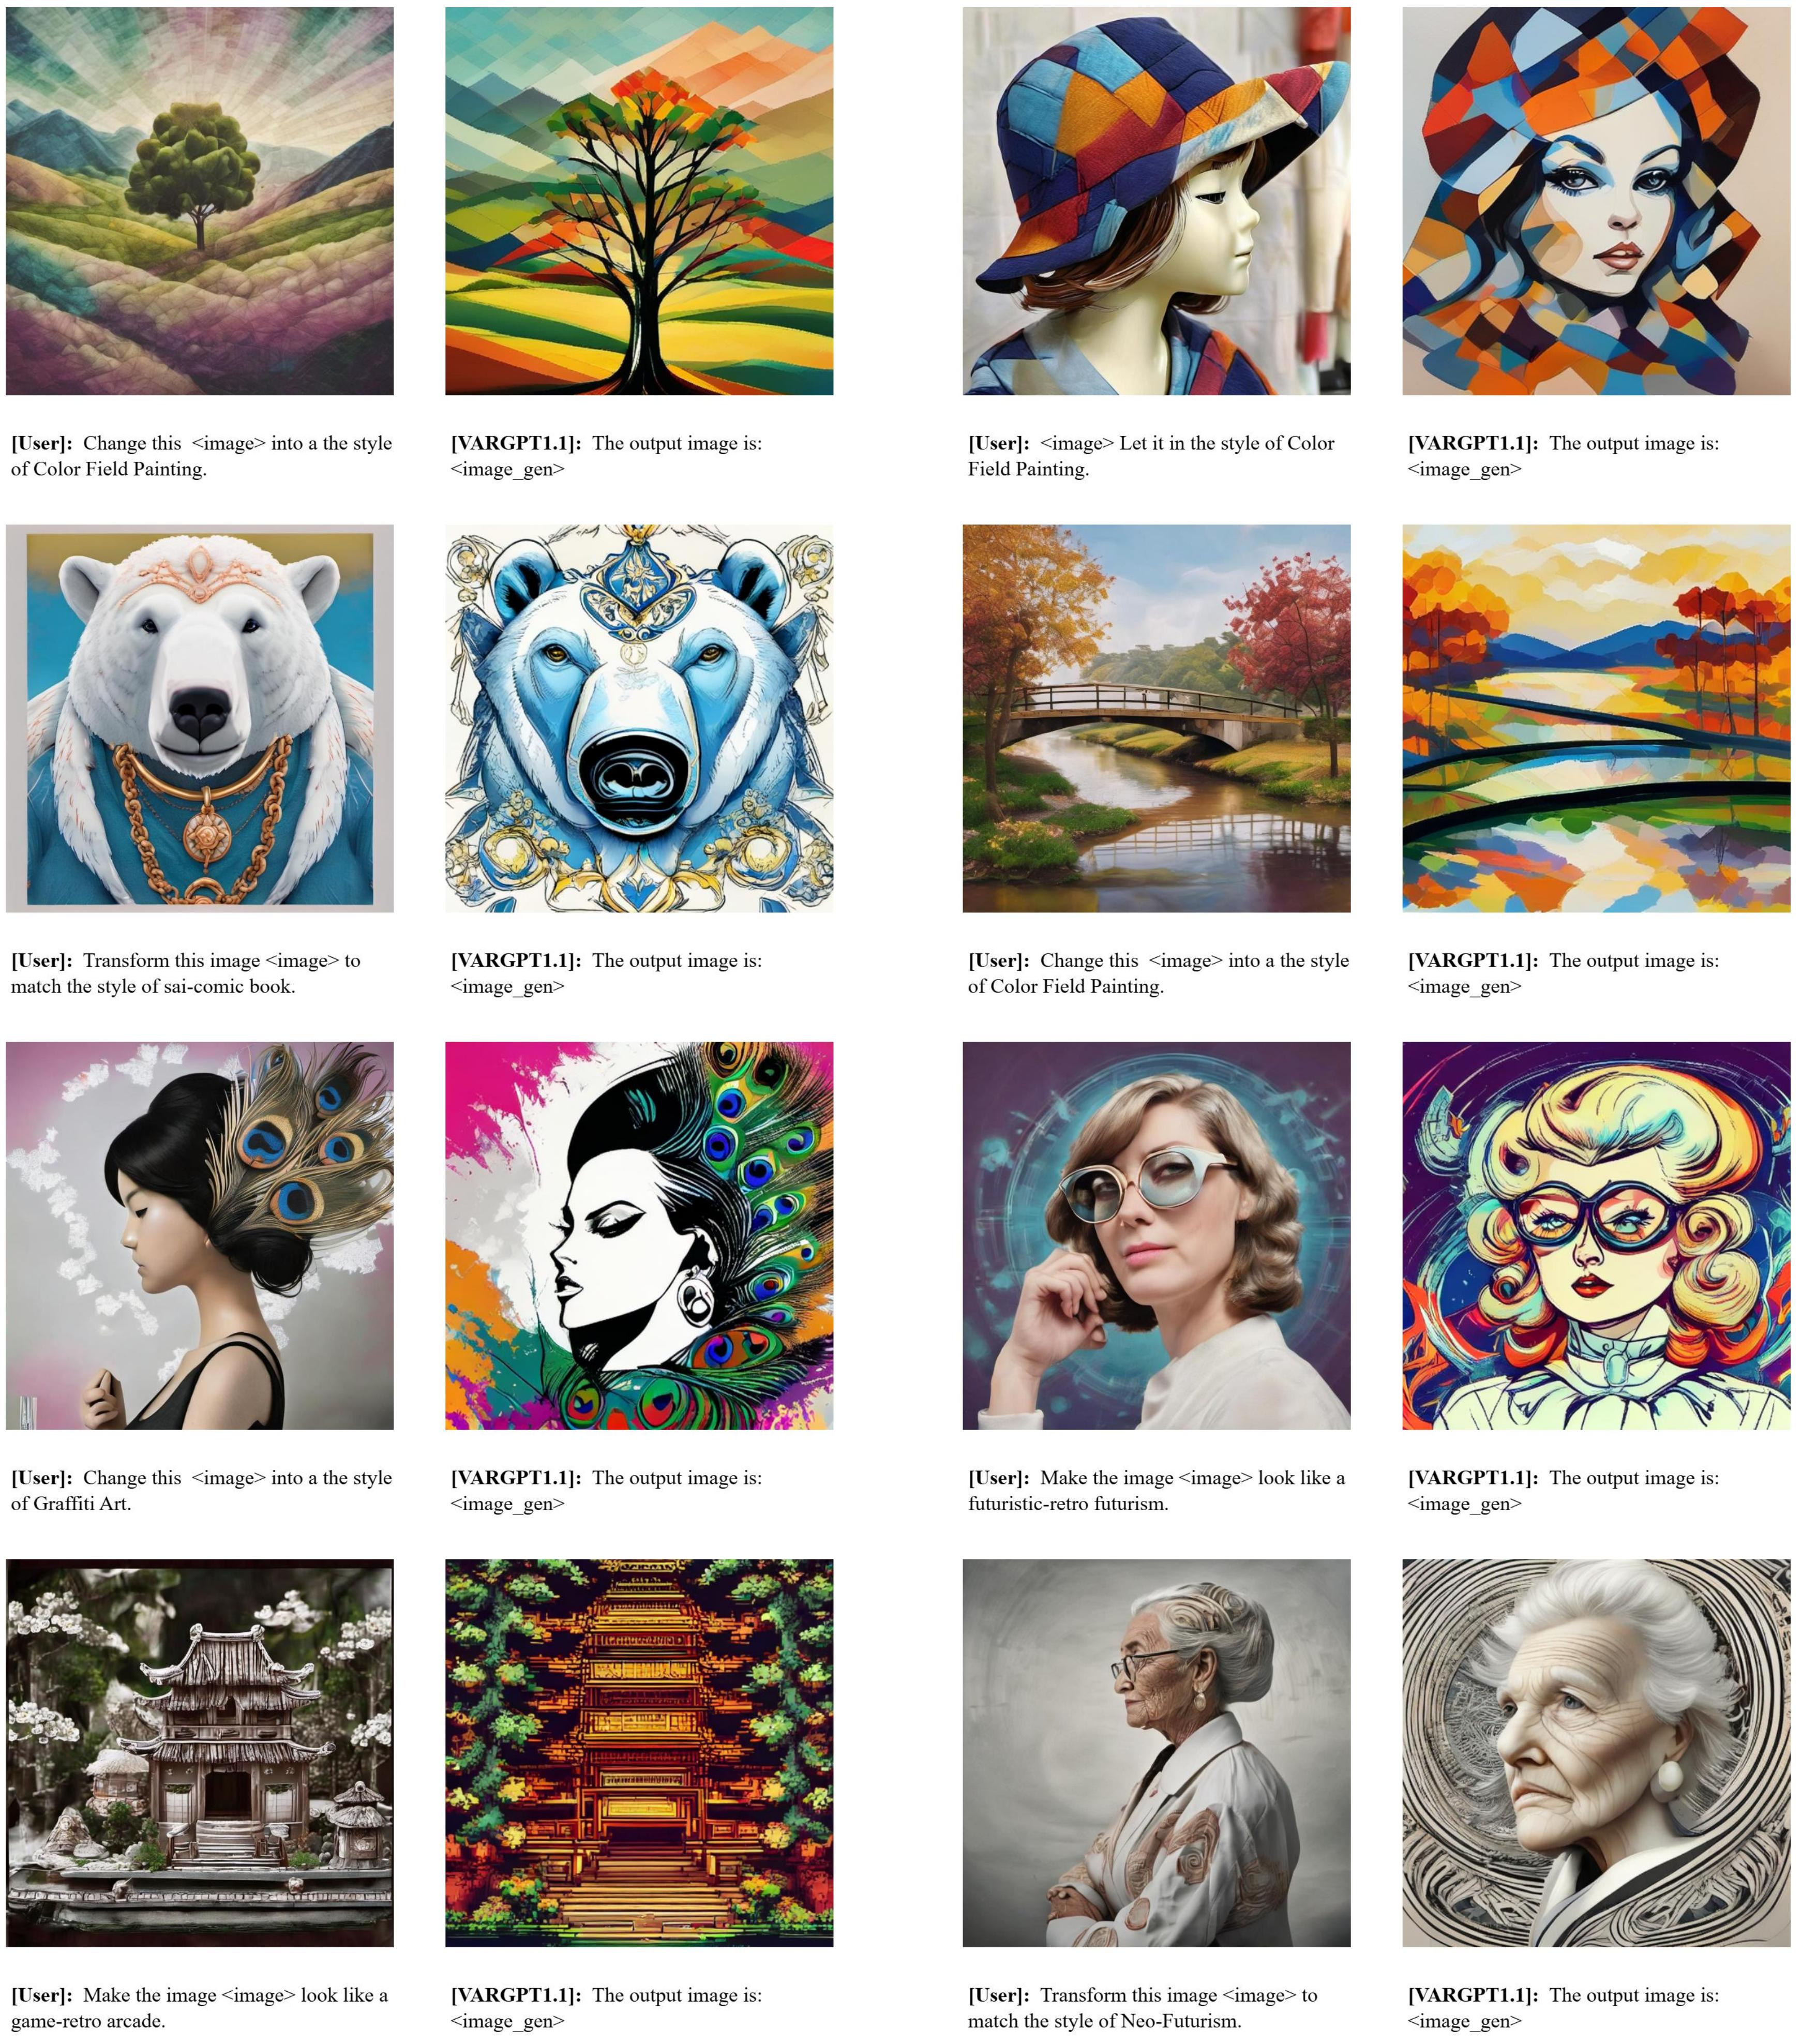 [User]: Change this <image> into a the style
of Color Field Painting.
[VARGPT1.1]: The output image is:
<image_gen>
[User]: <image> Let it in the style of Color
Field Painting.
[VARGPT1.1]: The output image is:
<image_gen>
[User]: Transform this image <image> to
match the style of sai-comic book.
[VARGPT1.1]: The output image is:
<image_gen>
[User]: Change this <image> into a the style
of Color Field Painting.
[VARGPT1.1]: The output image is:
<image_gen>
[User]: Change this <image> into a the style
of Graffiti Art.
[VARGPT1.1]: The output image is:
<image_gen>
[User]: Make the image <image> look like a
futuristic-retro futurism.
[VARGPT1.1]: The output image is:
<image_gen>
[User]: Make the image <image> look like a
game-retro arcade.
[VARGPT1.1]: The output image is:
<image_gen>
[User]: Transform this image <image> to
match the style of Neo-Futurism.
[VARGPT1.1]: The output image is:
<image_gen>